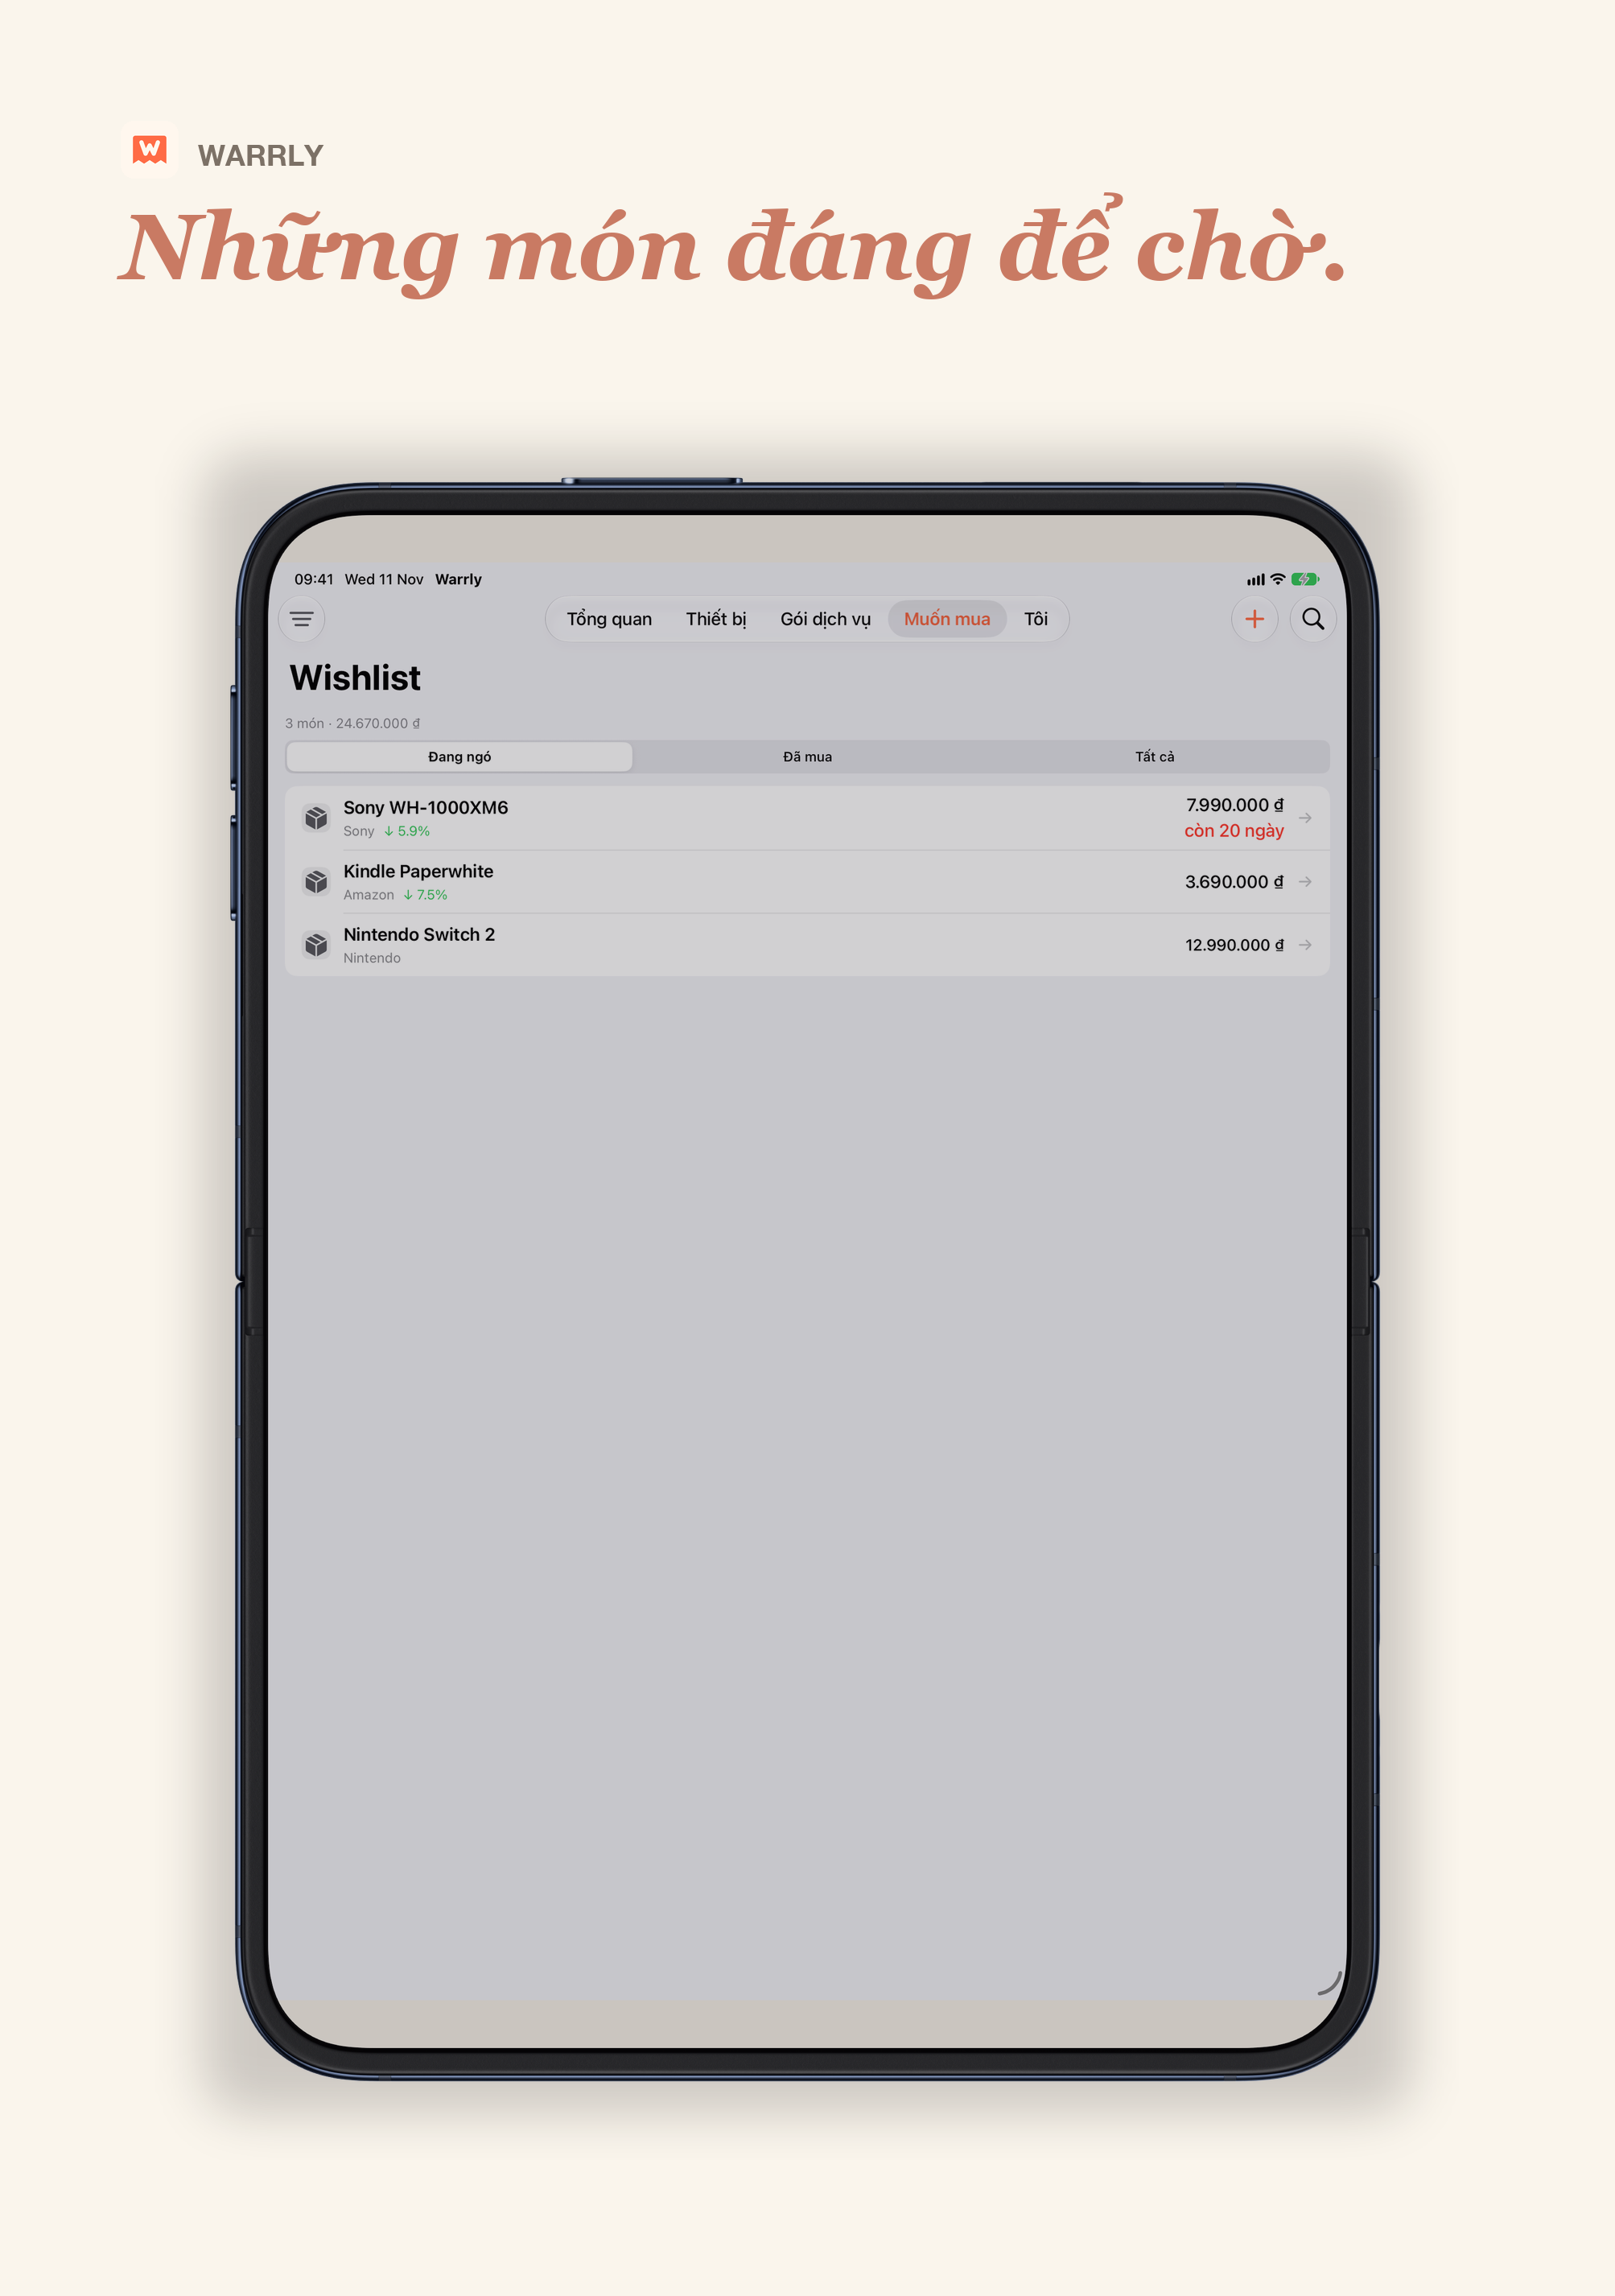 WARRLY
Những món đáng để chờ.
09:41 Wed 11 Nov Warrly
Tổng quan Thiết bị Gói dịch vụ Muốn mua Tôi
Wishlist
3 món · 24.670.000 ₫
Đang ngó Đã mua Tất cả
Sony WH-1000XM6 7.990.000 ₫
Sony ↓ 5.9% còn 20 ngày
Kindle Paperwhite 3.690.000 ₫
Amazon ↓ 7.5%
Nintendo Switch 2 12.990.000 ₫
Nintendo